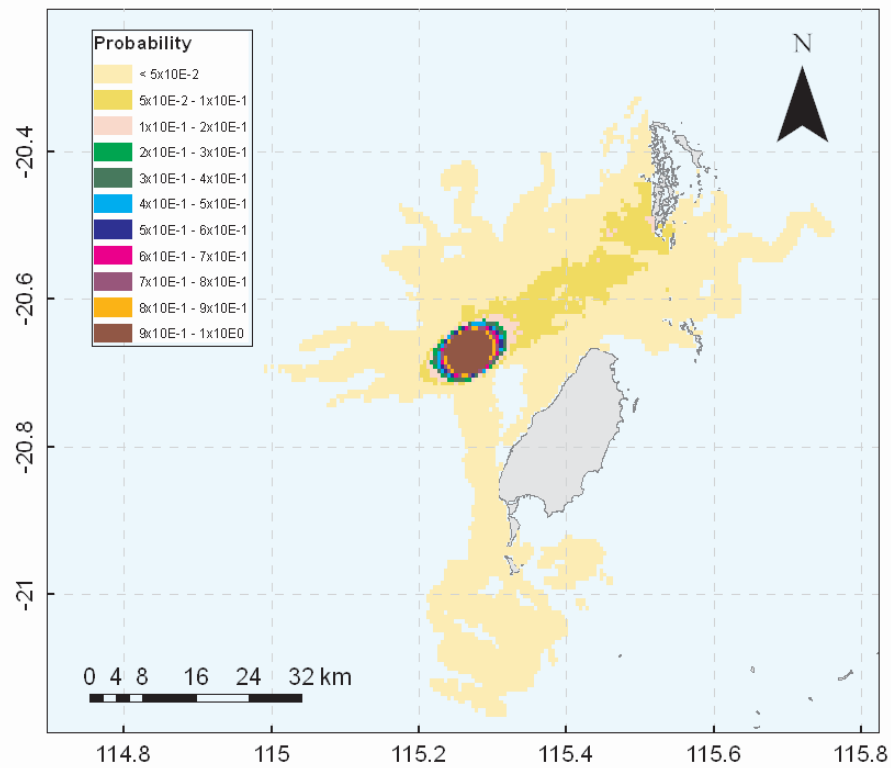 Probability
< 5x10E-2
5x10E-2 - 1x10E-1
1x10E-1 - 2x10E-1
2x10E-1 - 3x10E-1
3x10E-1 - 4x10E-1
4x10E-1 - 5x10E-1
5x10E-1 - 6x10E-1
6x10E-1 - 7x10E-1
7x10E-1 - 8x10E-1
8x10E-1 - 9x10E-1
9x10E-1 - 1x10E0
N
-20.4
-20.6
-20.8
-21
0 4 8 16 24 32 km
114.8 115 115.2 115.4 115.6 115.8